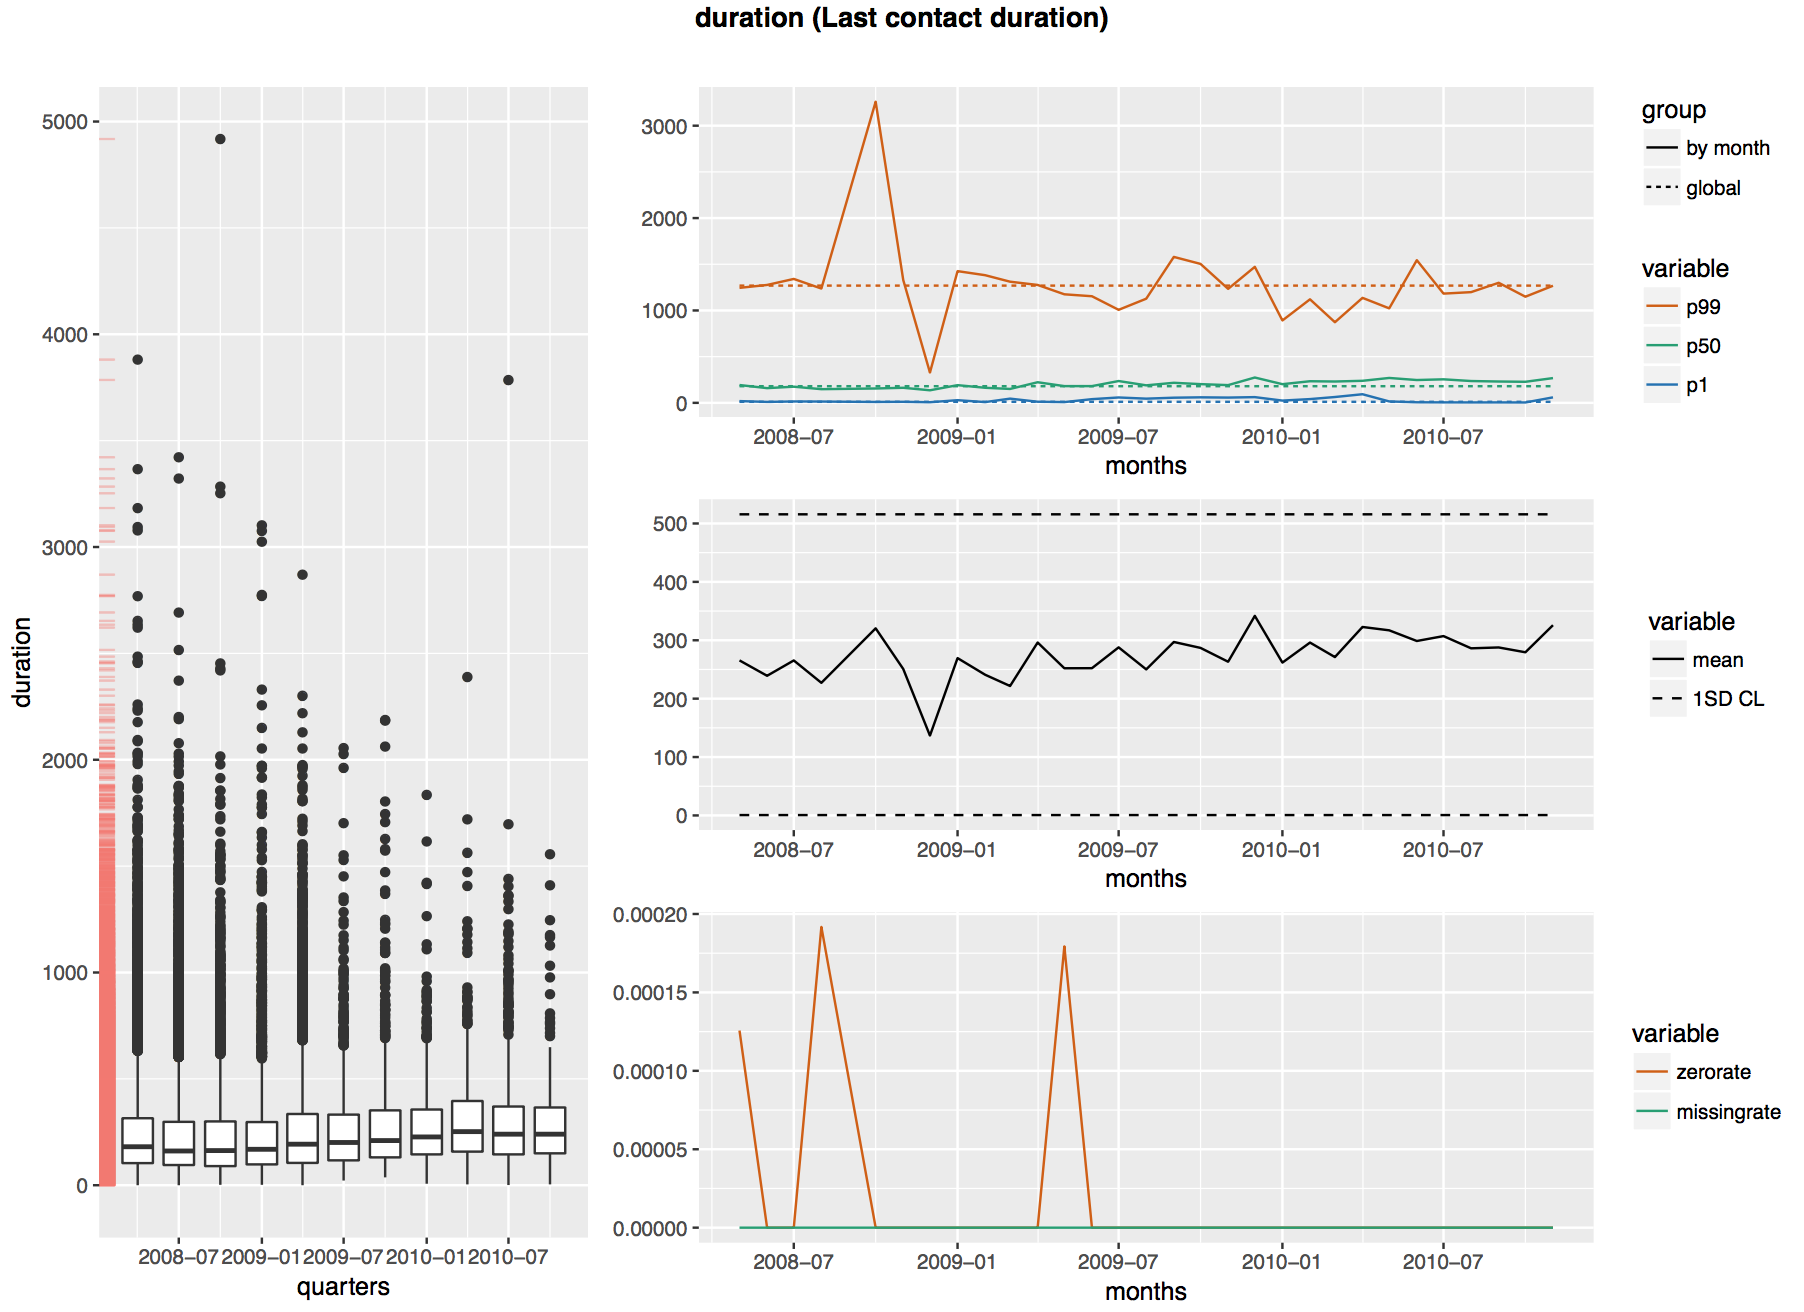 duration (Last contact duration)
5000
4000
3000
2000
1000
0
duration
2008−07
2009−01
2009−07
2010−01
2010−07
quarters
3000
2000
1000
0
2008−07
2009−01
2009−07
2010−01
2010−07
months
group
by month
global
variable
p99
p50
p1
500
400
300
200
100
0
2008−07
2009−01
2009−07
2010−01
2010−07
months
variable
mean
1SD CL
0.00020
0.00015
0.00010
0.00005
0.00000
2008−07
2009−01
2009−07
2010−01
2010−07
months
variable
zerorate
missingrate